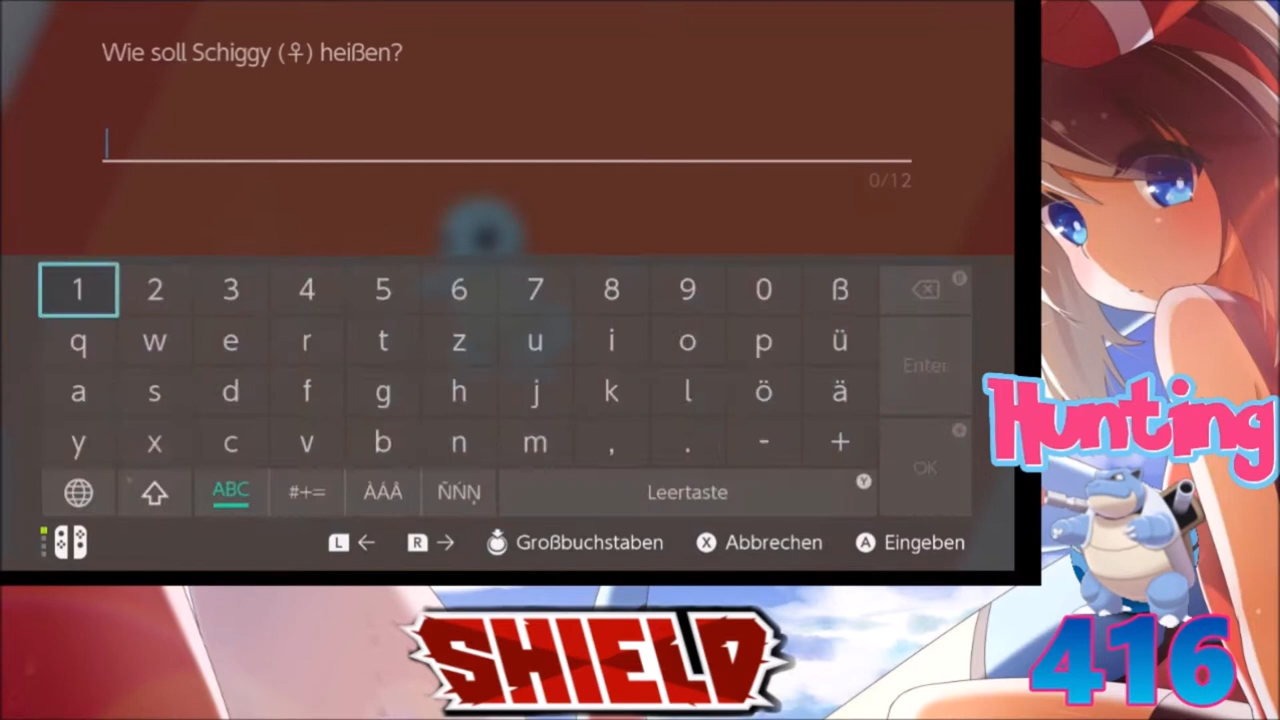 Wie soll Schiggy (♀) heißen?
0/12
1 2 3 4 5 6 7 8 9 0 ß
q w e r t z u i o p ü
Enter
a s d f g h j k l ö ä
y x c v b n m , . - +
OK
ABC #+= ÀÁÂ ÑŃŅ Leertaste Y
L ← R → Großbuchstaben X Abbrechen A Eingeben
Hunting
SHIELD
416